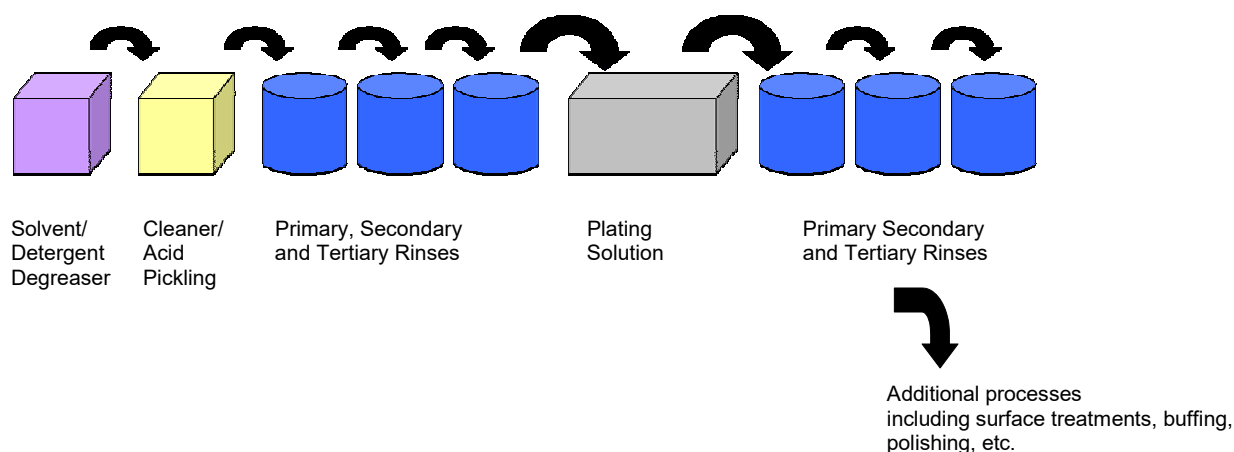 Solvent/
Detergent
Degreaser
Cleaner/
Acid
Pickling
Primary, Secondary
and Tertiary Rinses
Plating
Solution
Primary Secondary
and Tertiary Rinses
Additional processes
including surface treatments, buffing,
polishing, etc.